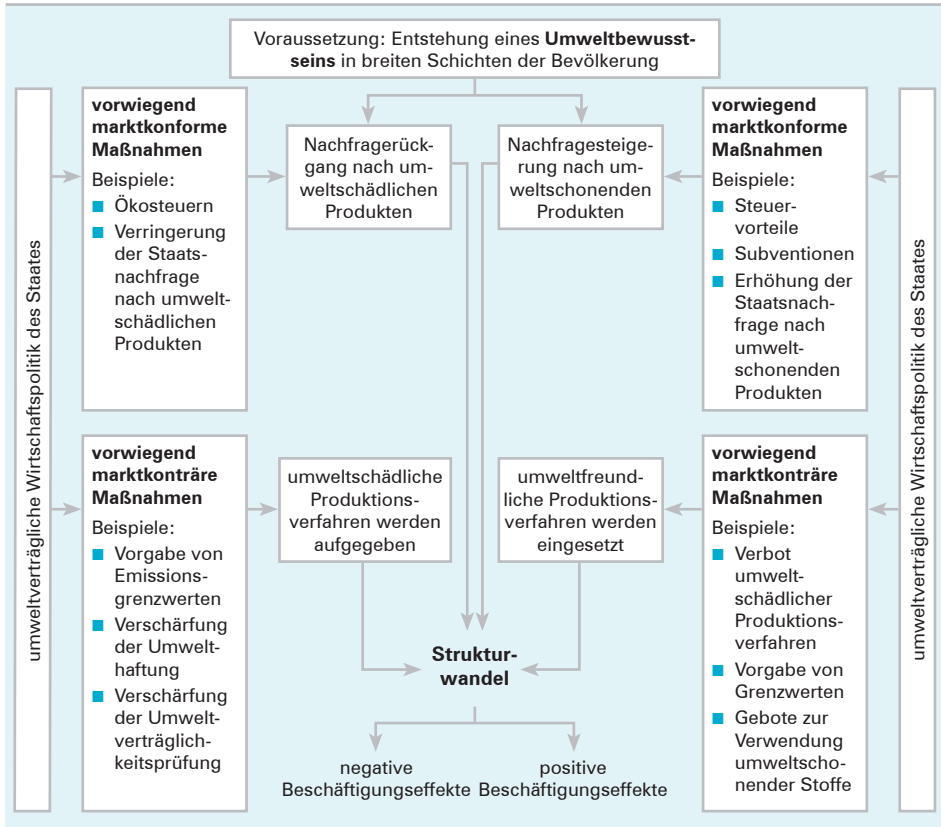 Voraussetzung: Entstehung eines Umweltbewusst-
seins in breiten Schichten der Bevölkerung
umweltverträgliche Wirtschaftspolitik des Staates
vorwiegend
marktkonforme
Maßnahmen
Beispiele:
Ökosteuern
Verringerung
der Staats-
nachfrage
nach umwelt-
schädlichen
Produkten
Nachfragerück-
gang nach um-
weltschädlichen
Produkten
Nachfragesteige-
rung nach um-
weltschonenden
Produkten
vorwiegend
marktkonforme
Maßnahmen
Beispiele:
Steuer-
vorteile
Subventionen
Erhöhung der
Staatsnach-
frage nach
umwelt-
schonenden
Produkten
umweltverträgliche Wirtschaftspolitik des Staates
vorwiegend
marktkonträre
Maßnahmen
Beispiele:
Vorgabe von
Emissions-
grenzwerten
Verschärfung
der Umwelt-
haftung
Verschärfung
der Umwelt-
verträglich-
keitsprüfung
umweltschädliche
Produktions-
verfahren werden
aufgegeben
umweltfreund-
liche Produktions-
verfahren werden
eingesetzt
vorwiegend
marktkonträre
Maßnahmen
Beispiele:
Verbot
umwelt-
schädlicher
Produktions-
verfahren
Vorgabe von
Grenzwerten
Gebote zur
Verwendung
umweltscho-
nender Stoffe
Struktur-
wandel
negative
Beschäftigungseffekte
positive
Beschäftigungseffekte